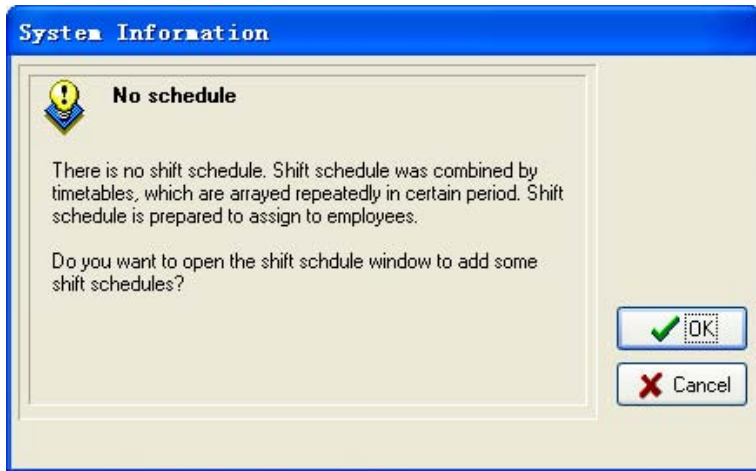 System Information
No schedule
There is no shift schedule. Shift schedule was combined by
timetables, which are arrayed repeatedly in certain period. Shift
schedule is prepared to assign to employees.
Do you want to open the shift schdule window to add some
shift schedules?
OK
Cancel